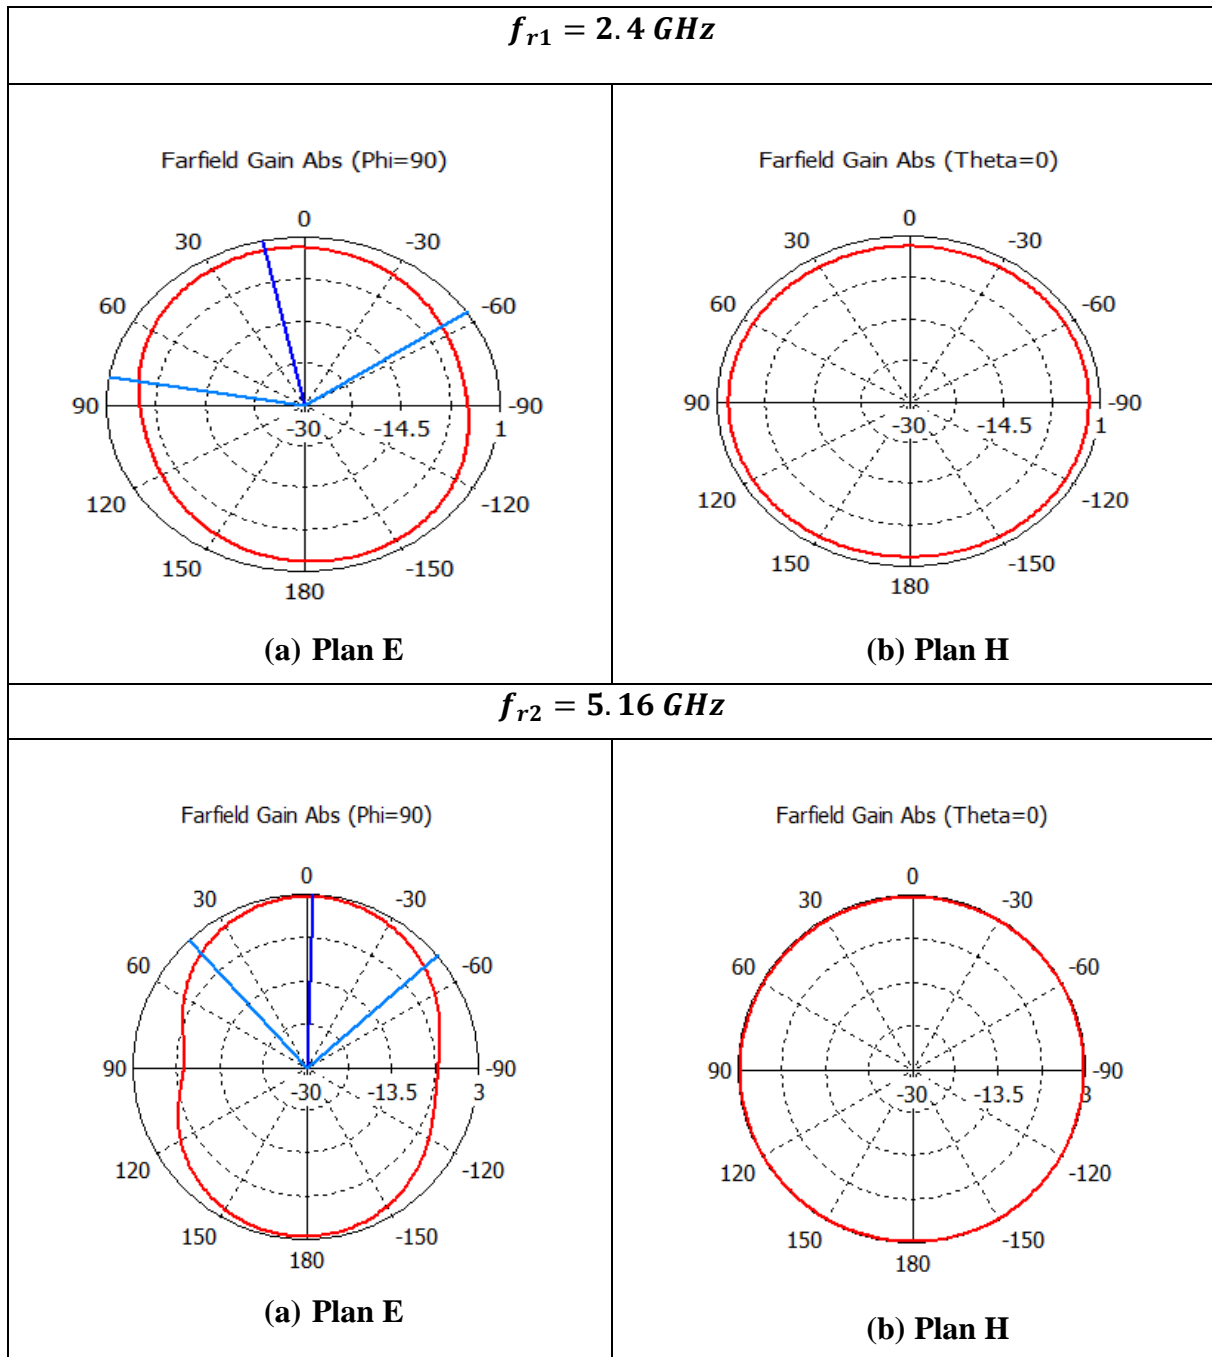 f_{r1} = 2.4 GHz
Farfield Gain Abs (Phi=90)
0
30 -30
60 -60
90 -90
-30 -14.5 1
120 -120
150 -150
180
(a) Plan E
Farfield Gain Abs (Theta=0)
0
30 -30
60 -60
90 -90
-30 -14.5 1
120 -120
150 -150
180
(b) Plan H
f_{r2} = 5.16 GHz
Farfield Gain Abs (Phi=90)
0
30 -30
60 -60
90 -90
-30 -13.5 3
120 -120
150 -150
180
(a) Plan E
Farfield Gain Abs (Theta=0)
0
30 -30
60 -60
90 -90
-30 -13.5 3
120 -120
150 -150
180
(b) Plan H